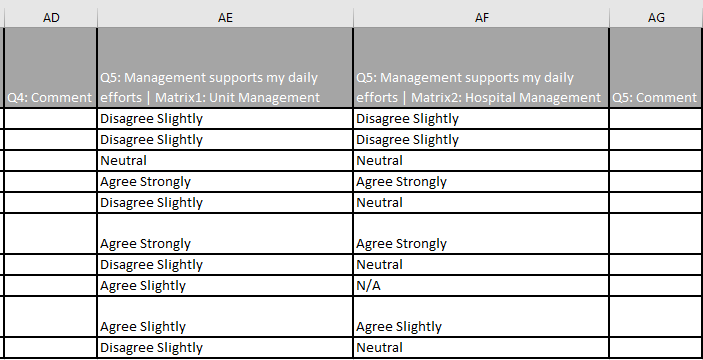 AD AE AF AG
Q4: Comment
Q5: Management supports my daily
efforts | Matrix1: Unit Management
Q5: Management supports my daily
efforts | Matrix2: Hospital Management
Q5: Comment
Disagree Slightly Disagree Slightly
Disagree Slightly Disagree Slightly
Neutral Neutral
Agree Strongly Agree Strongly
Disagree Slightly Neutral
Agree Strongly Agree Strongly
Disagree Slightly Neutral
Agree Slightly N/A
Agree Slightly Agree Slightly
Disagree Slightly Neutral